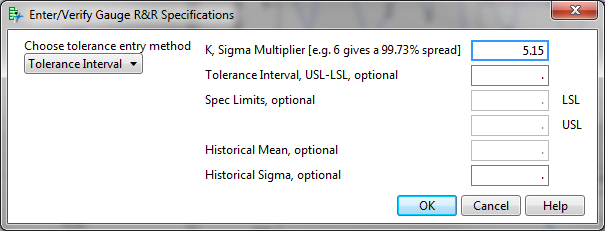 Enter/Verify Gauge R&R Specifications
Choose tolerance entry method
Tolerance Interval
K, Sigma Multiplier [e.g. 6 gives a 99.73% spread] 5.15
Tolerance Interval, USL-LSL, optional .
Spec Limits, optional . LSL
. USL
Historical Mean, optional .
Historical Sigma, optional .
OK Cancel Help